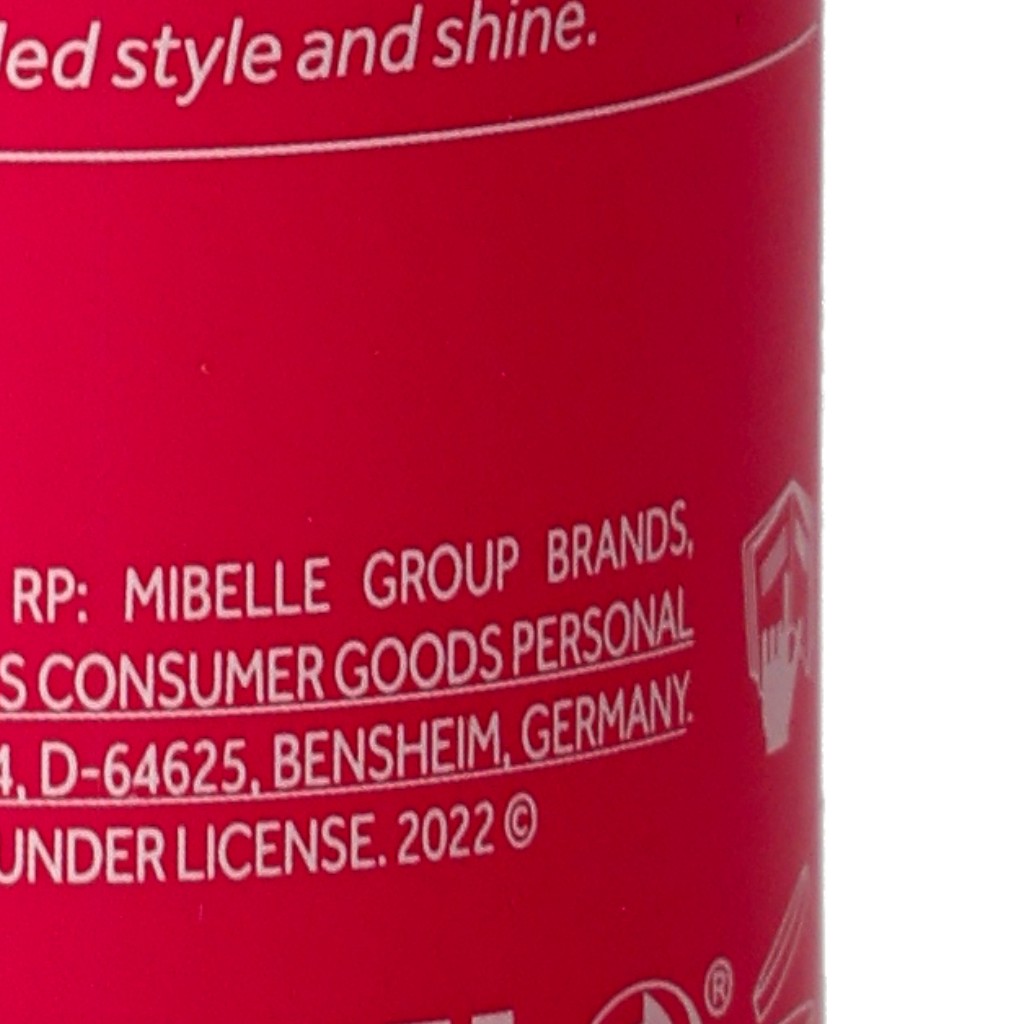 led style and shine.
RP: MIBELLE GROUP BRANDS,
S CONSUMER GOODS PERSONAL
4, D-64625, BENSHEIM, GERMANY.
UNDER LICENSE. 2022 ©
®